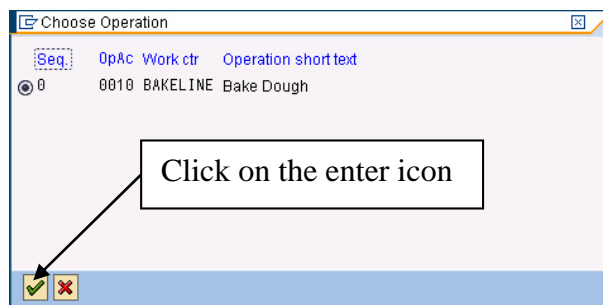 Choose Operation
Seq. OpAc Work ctr Operation short text
0 0010 BAKELINE Bake Dough
Click on the enter icon